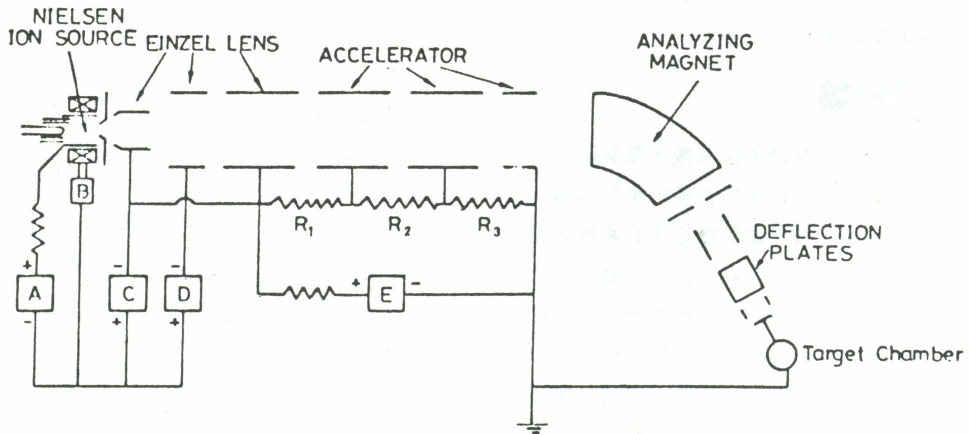 NIELSEN
ION SOURCE
EINZEL LENS
ACCELERATOR
ANALYZING
MAGNET
B
R1
R2
R3
DEFLECTION
PLATES
+
-
-
A
C
D
+
E
-
-
+
+
Target Chamber